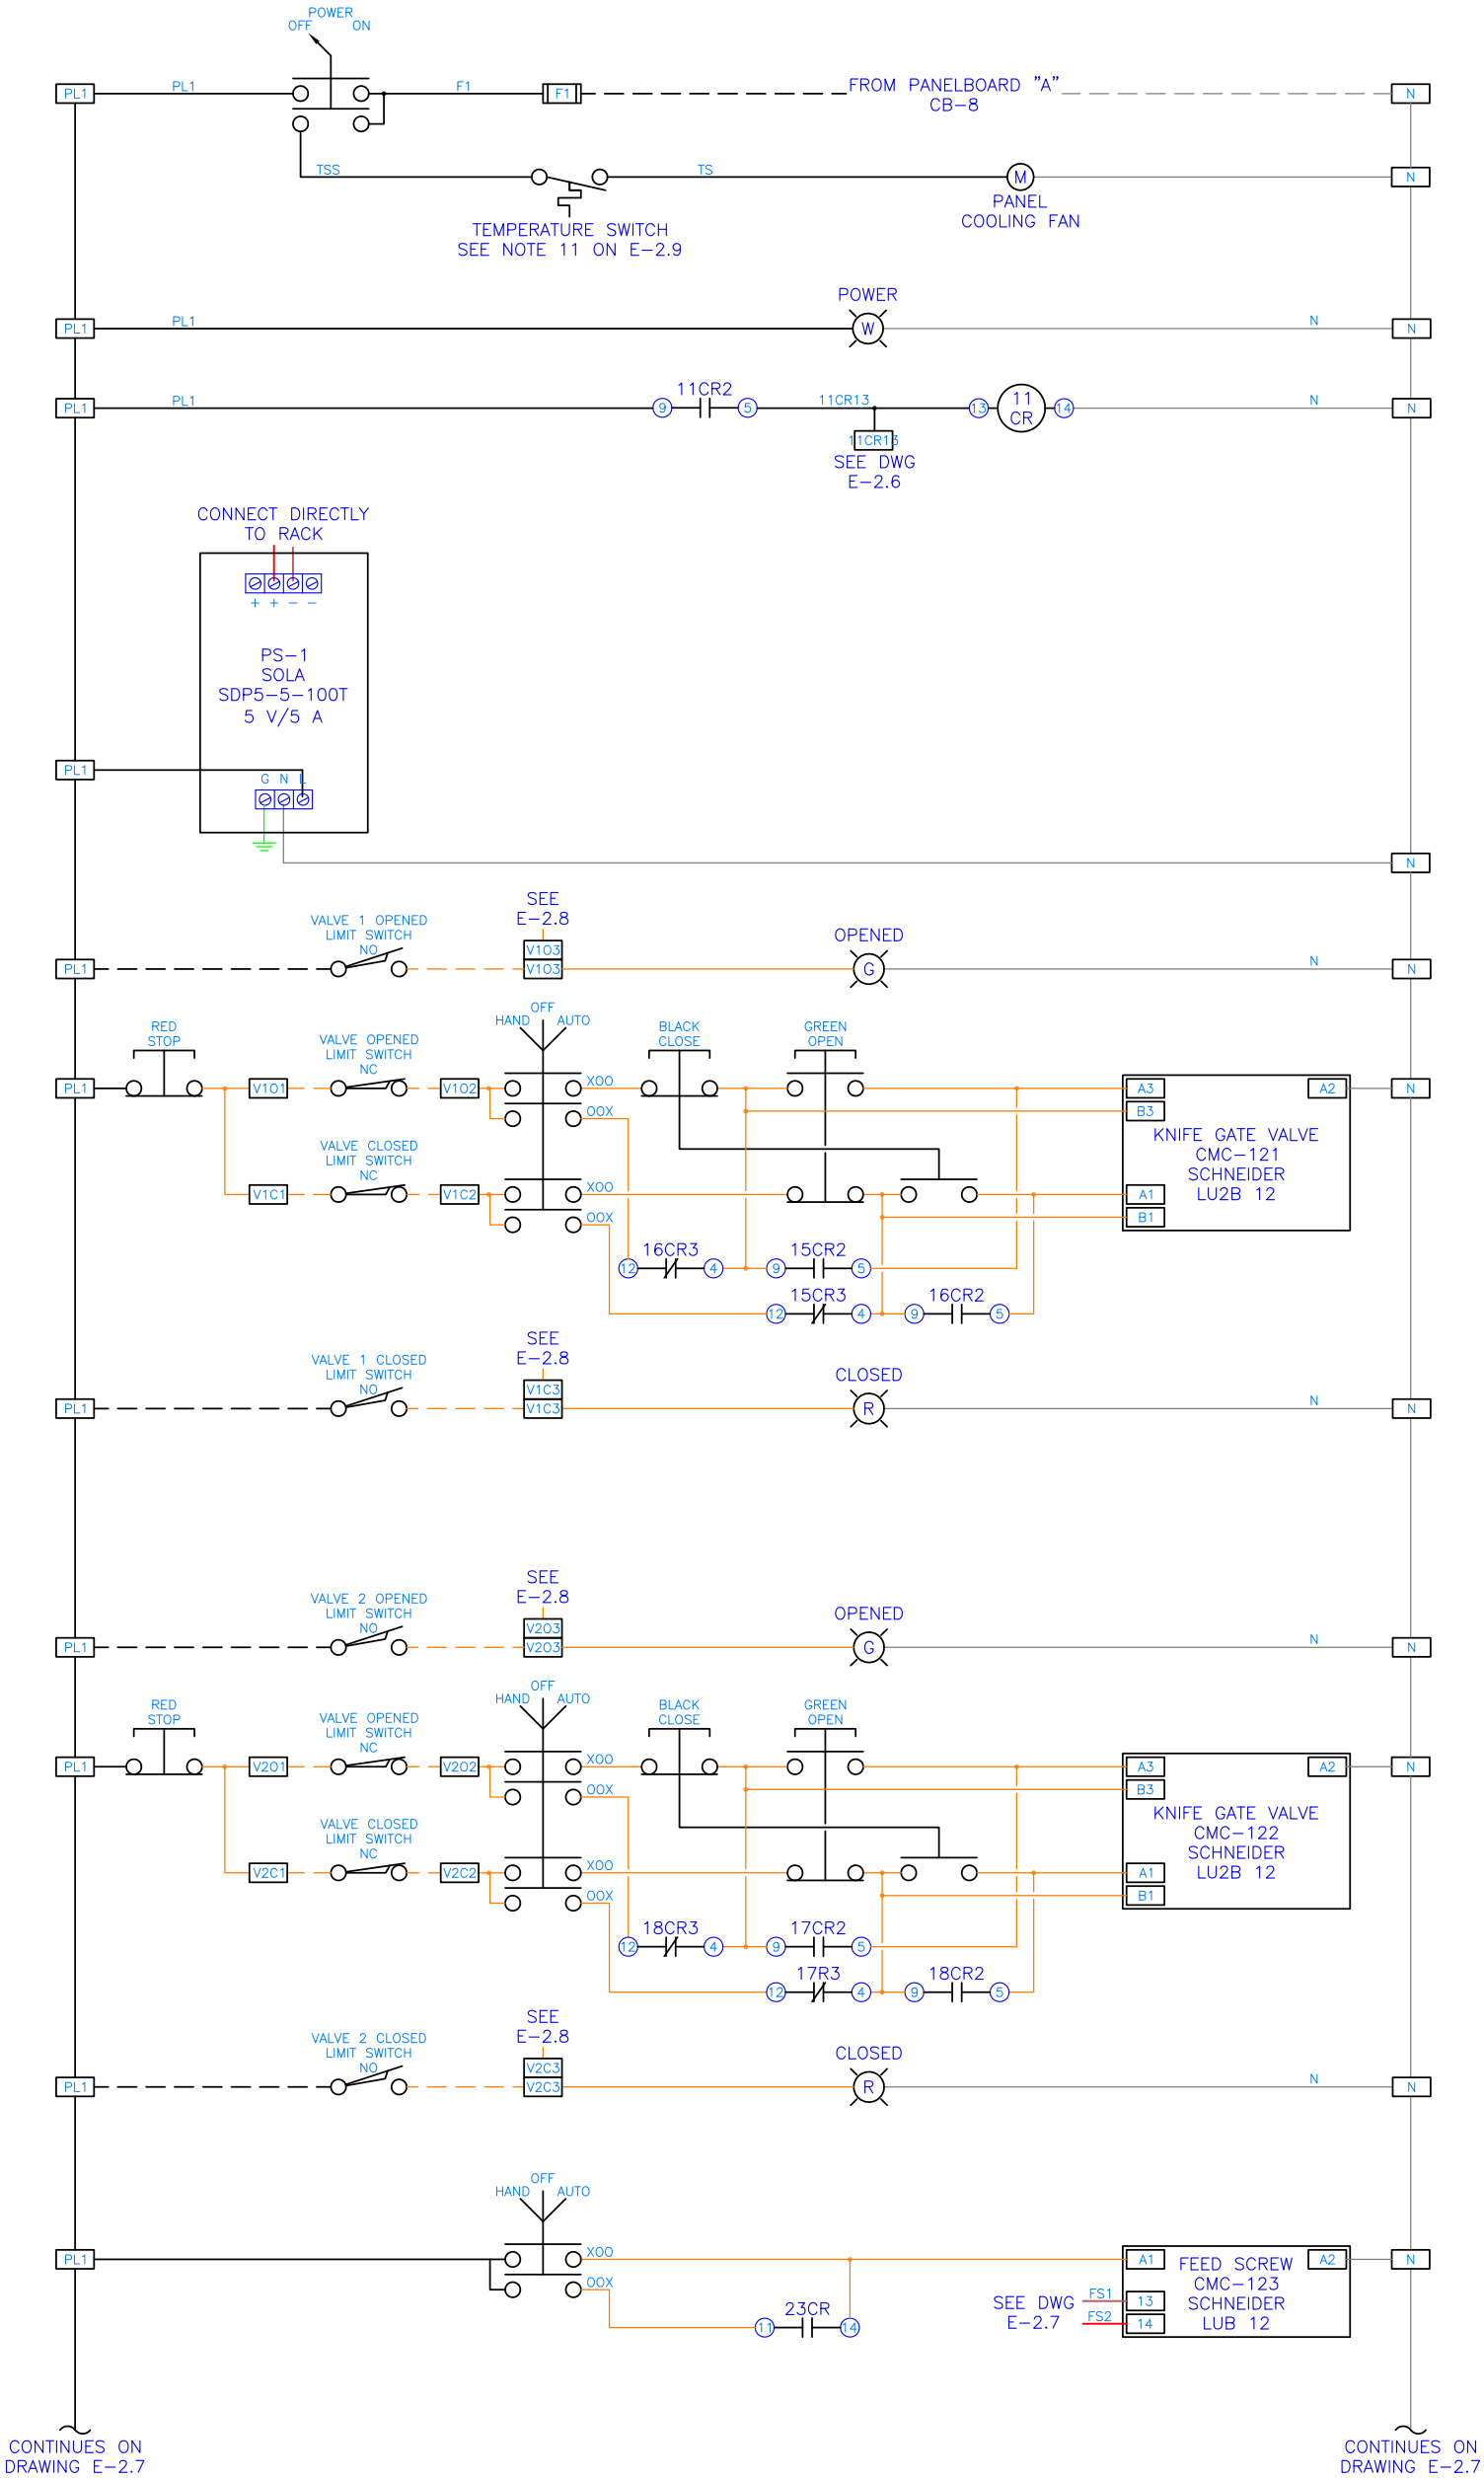 POWER
OFF ON
PL1 PL1 F1 F1 FROM PANELBOARD "A" N
CB-8
TSS TS M N
PANEL
COOLING FAN
TEMPERATURE SWITCH
SEE NOTE 11 ON E-2.9
POWER
PL1 PL1 W N N
11CR2
PL1 PL1 9 5 11CR13 13 11 14 N N
CR
11CR13
SEE DWG
E-2.6
CONNECT DIRECTLY
TO RACK
+ + - -
PS-1
SOLA
SDP5-5-100T
5 V/5 A
PL1
G N L
N
SEE
E-2.8
VALVE 1 OPENED
LIMIT SWITCH
NO
OPENED
V1O3
PL1 V1O3 G N N
RED
STOP
VALVE OPENED
LIMIT SWITCH
NC
OFF
HAND AUTO
BLACK
CLOSE
GREEN
OPEN
PL1 V1O1 V1O2 XOO A3 A2 N
OOX B3
KNIFE GATE VALVE
CMC-121
SCHNEIDER
LU2B 12
VALVE CLOSED
LIMIT SWITCH
NC
V1C1 V1C2 XOO A1
OOX B1
16CR3 15CR2
12 4 9 5
15CR3 16CR2
12 4 9 5
SEE
E-2.8
VALVE 1 CLOSED
LIMIT SWITCH
NO
CLOSED
V1C3
PL1 V1C3 R N N
SEE
E-2.8
VALVE 2 OPENED
LIMIT SWITCH
NO
OPENED
V2O3
PL1 V2O3 G N N
RED
STOP
VALVE OPENED
LIMIT SWITCH
NC
OFF
HAND AUTO
BLACK
CLOSE
GREEN
OPEN
PL1 V2O1 V2O2 XOO A3 A2 N
OOX B3
KNIFE GATE VALVE
CMC-122
SCHNEIDER
LU2B 12
VALVE CLOSED
LIMIT SWITCH
NC
V2C1 V2C2 XOO A1
OOX B1
18CR3 17CR2
12 4 9 5
17R3 18CR2
12 4 9 5
SEE
E-2.8
VALVE 2 CLOSED
LIMIT SWITCH
NO
CLOSED
V2C3
PL1 V2C3 R N N
OFF
HAND AUTO
PL1 XOO A1 A2 N
OOX
FEED SCREW
CMC-123
SCHNEIDER
LUB 12
SEE DWG
E-2.7
FS1 13
FS2 14
23CR
11 14
CONTINUES ON
DRAWING E-2.7
CONTINUES ON
DRAWING E-2.7